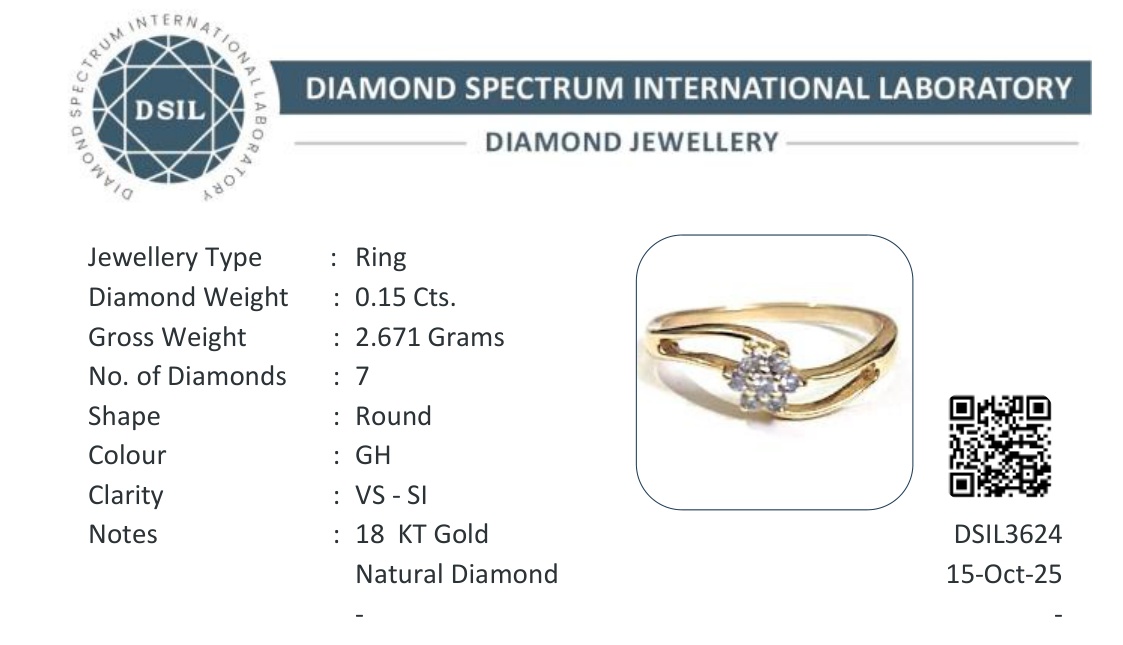 DIAMOND SPECTRUM INTERNATIONAL LABORATORY
DSIL
DIAMOND SPECTRUM INTERNATIONAL LABORATORY
DIAMOND JEWELLERY
Jewellery Type : Ring
Diamond Weight : 0.15 Cts.
Gross Weight : 2.671 Grams
No. of Diamonds : 7
Shape : Round
Colour : GH
Clarity : VS - SI
Notes : 18 KT Gold
Natural Diamond
-
DSIL3624
15-Oct-25
-